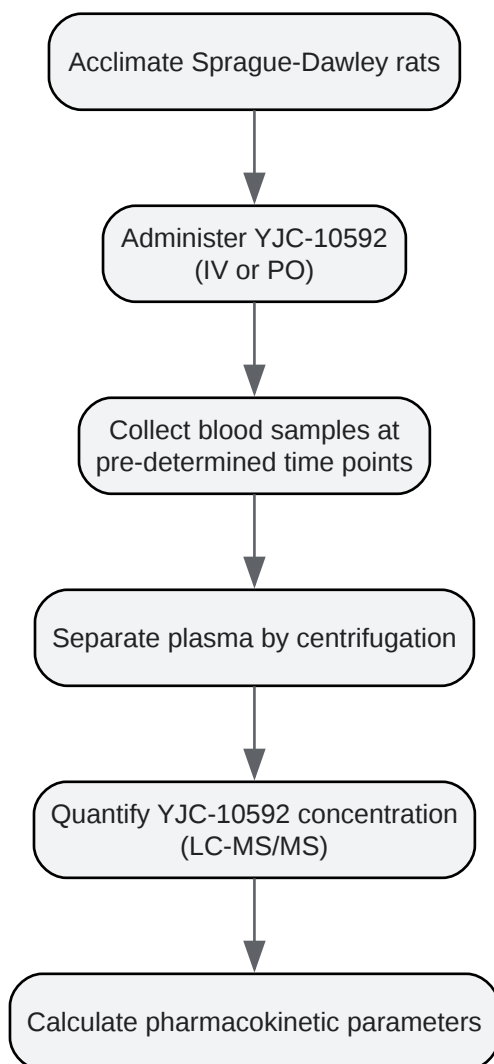 Acclimate Sprague-Dawley rats
Administer YJC-10592
(IV or PO)
Collect blood samples at
pre-determined time points
Separate plasma by centrifugation
Quantify YJC-10592 concentration
(LC-MS/MS)
Calculate pharmacokinetic parameters